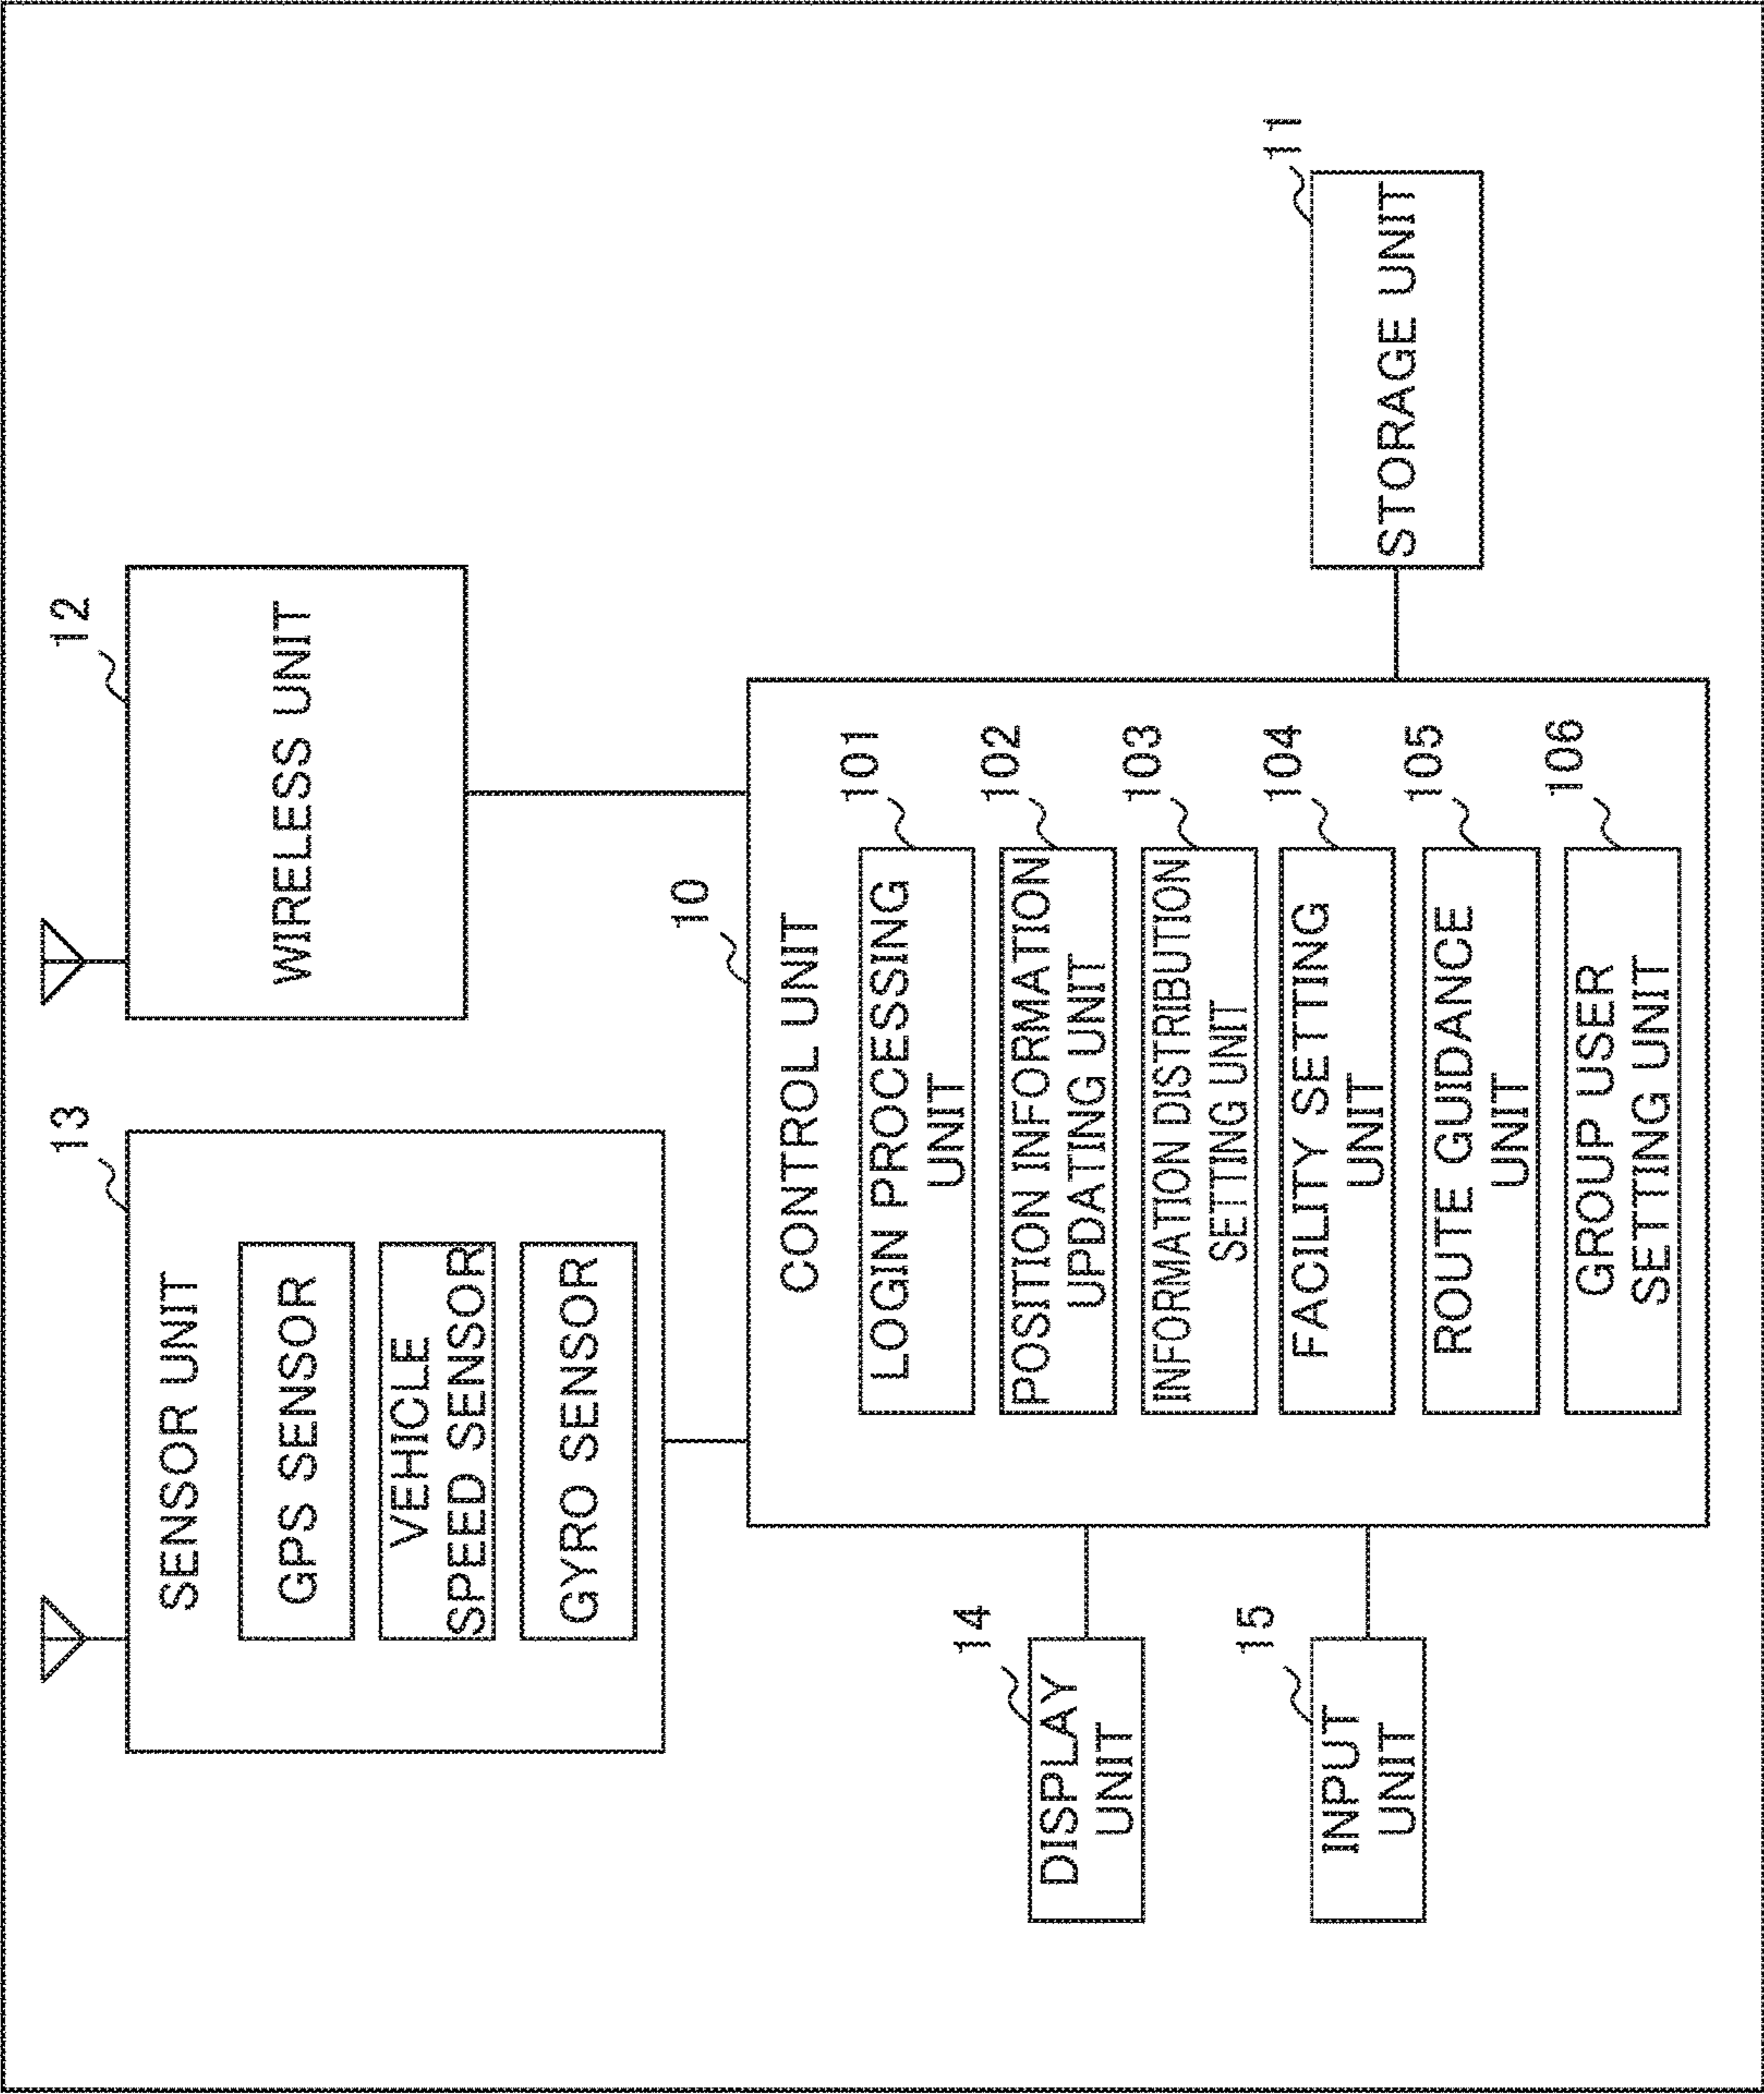 13
SENSOR UNIT
GPS SENSOR
VEHICLE
SPEED SENSOR
GYRO SENSOR
12
WIRELESS UNIT
10
CONTROL UNIT
LOGIN PROCESSING
UNIT
101
POSITION INFORMATION
UPDATING UNIT
102
INFORMATION DISTRIBUTION
SETTING UNIT
103
FACILITY SETTING
UNIT
104
ROUTE GUIDANCE
UNIT
105
GROUP USER
SETTING UNIT
106
14
DISPLAY
UNIT
15
INPUT
UNIT
11
STORAGE UNIT